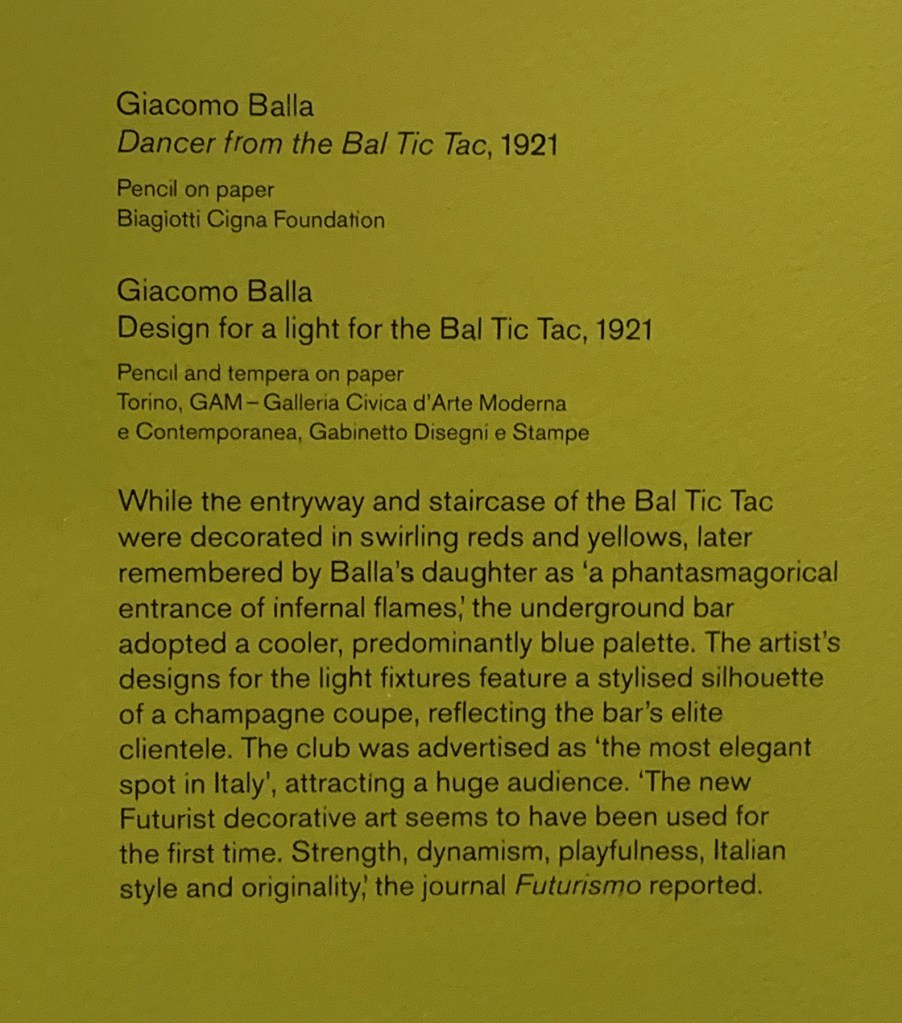 Giacomo Balla
Dancer from the Bal Tic Tac, 1921
Pencil on paper
Biagiotti Cigna Foundation
Giacomo Balla
Design for a light for the Bal Tic Tac, 1921
Pencil and tempera on paper
Torino, GAM – Galleria Civica d'Arte Moderna
e Contemporanea, Gabinetto Disegni e Stampe
While the entryway and staircase of the Bal Tic Tac
were decorated in swirling reds and yellows, later
remembered by Balla's daughter as ‘a phantasmagorical
entrance of infernal flames,’ the underground bar
adopted a cooler, predominantly blue palette. The artist's
designs for the light fixtures feature a stylised silhouette
of a champagne coupe, reflecting the bar's elite
clientele. The club was advertised as ‘the most elegant
spot in Italy', attracting a huge audience. ‘The new
Futurist decorative art seems to have been used for
the first time. Strength, dynamism, playfulness, Italian
style and originality,’ the journal Futurismo reported.